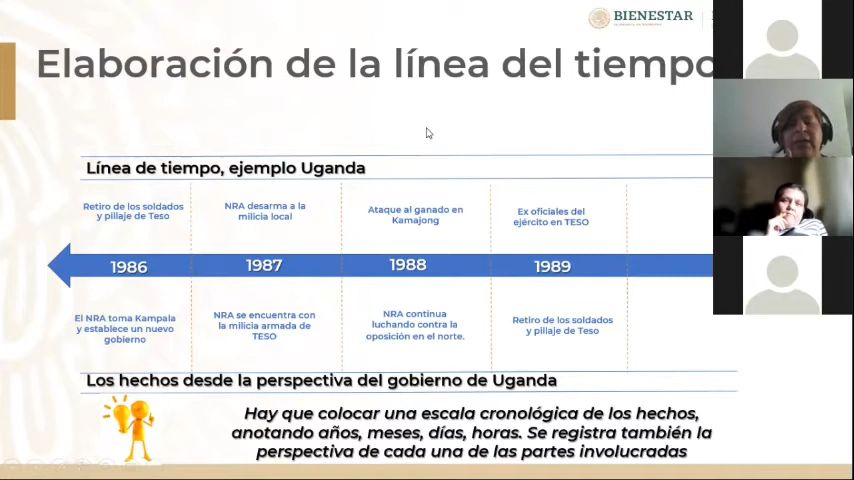 BIENESTAR
Elaboración de la línea del tiempo
Línea de tiempo, ejemplo Uganda
Retiro de los soldados
y pillaje de Teso
NRA desarma a la
milicia local
Ataque al ganado en
Kamajong
Ex oficiales del
ejército en TESO
1986
1987
1988
1989
El NRA toma Kampala
y establece un nuevo
gobierno
NRA se encuentra con
la milicia armada de
TESO
NRA continua
luchando contra la
oposición en el norte.
Retiro de los soldados
y pillaje de Teso
Los hechos desde la perspectiva del gobierno de Uganda
Hay que colocar una escala cronológica de los hechos,
anotando años, meses, días, horas. Se registra también la
perspectiva de cada una de las partes involucradas